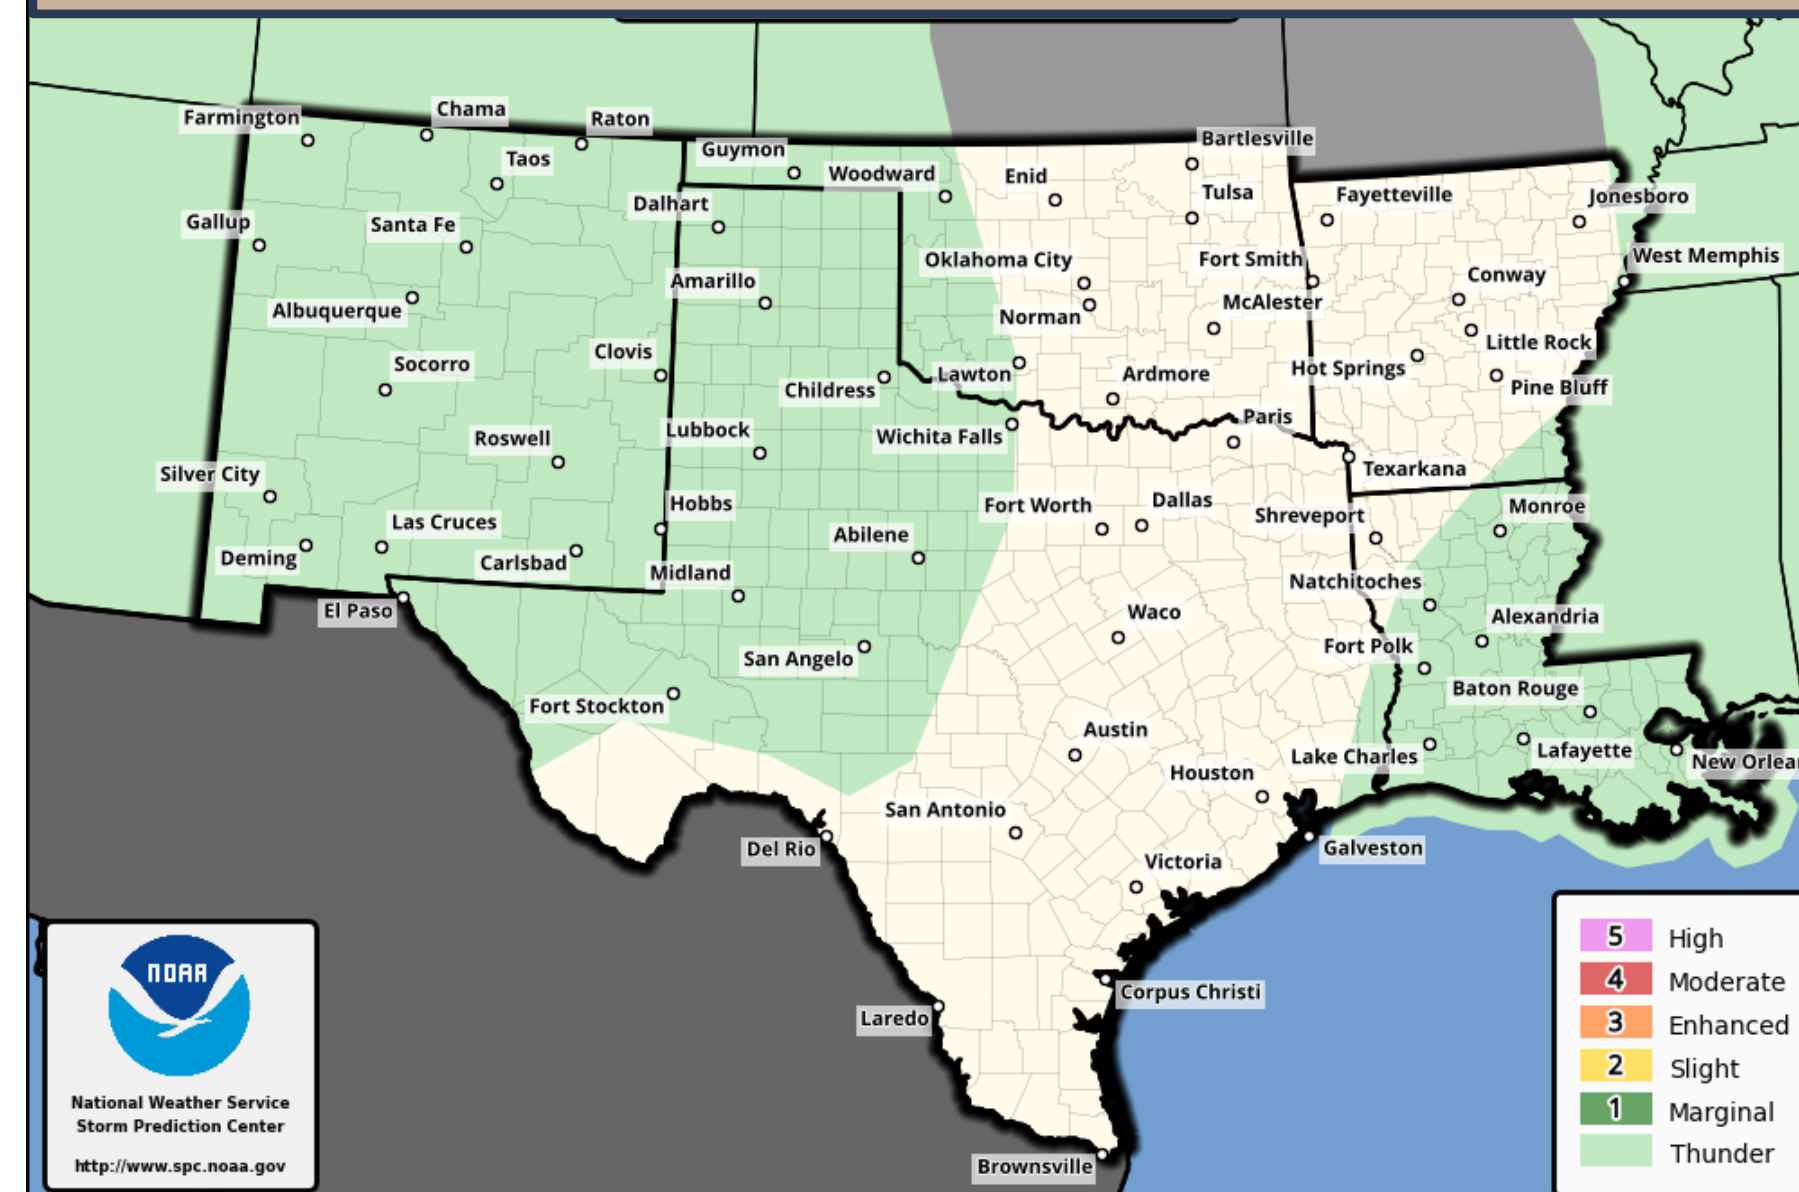 Farmington
Chama
Raton
Bartlesville
Guymon
Taos
Woodward
Enid
Tulsa
Fayetteville
Jonesboro
Dalhart
Gallup
Santa Fe
Oklahoma City
Fort Smith
West Memphis
Amarillo
Conway
Albuquerque
McAlester
Norman
Little Rock
Clovis
Socorro
Hot Springs
Lawton
Ardmore
Pine Bluff
Childress
Paris
Lubbock
Wichita Falls
Roswell
Texarkana
Silver City
Hobbs
Fort Worth
Dallas
Monroe
Shreveport
Las Cruces
Abilene
Deming
Carlsbad
Midland
Natchitoches
El Paso
Waco
Alexandria
Fort Polk
San Angelo
Baton Rouge
Fort Stockton
Austin
Lake Charles
Lafayette
New Orlea
Houston
San Antonio
Del Rio
Galveston
Victoria
Corpus Christi
Laredo
Brownsville
NOAA
National Weather Service
Storm Prediction Center
http://www.spc.noaa.gov
5 High
4 Moderate
3 Enhanced
2 Slight
1 Marginal
Thunder